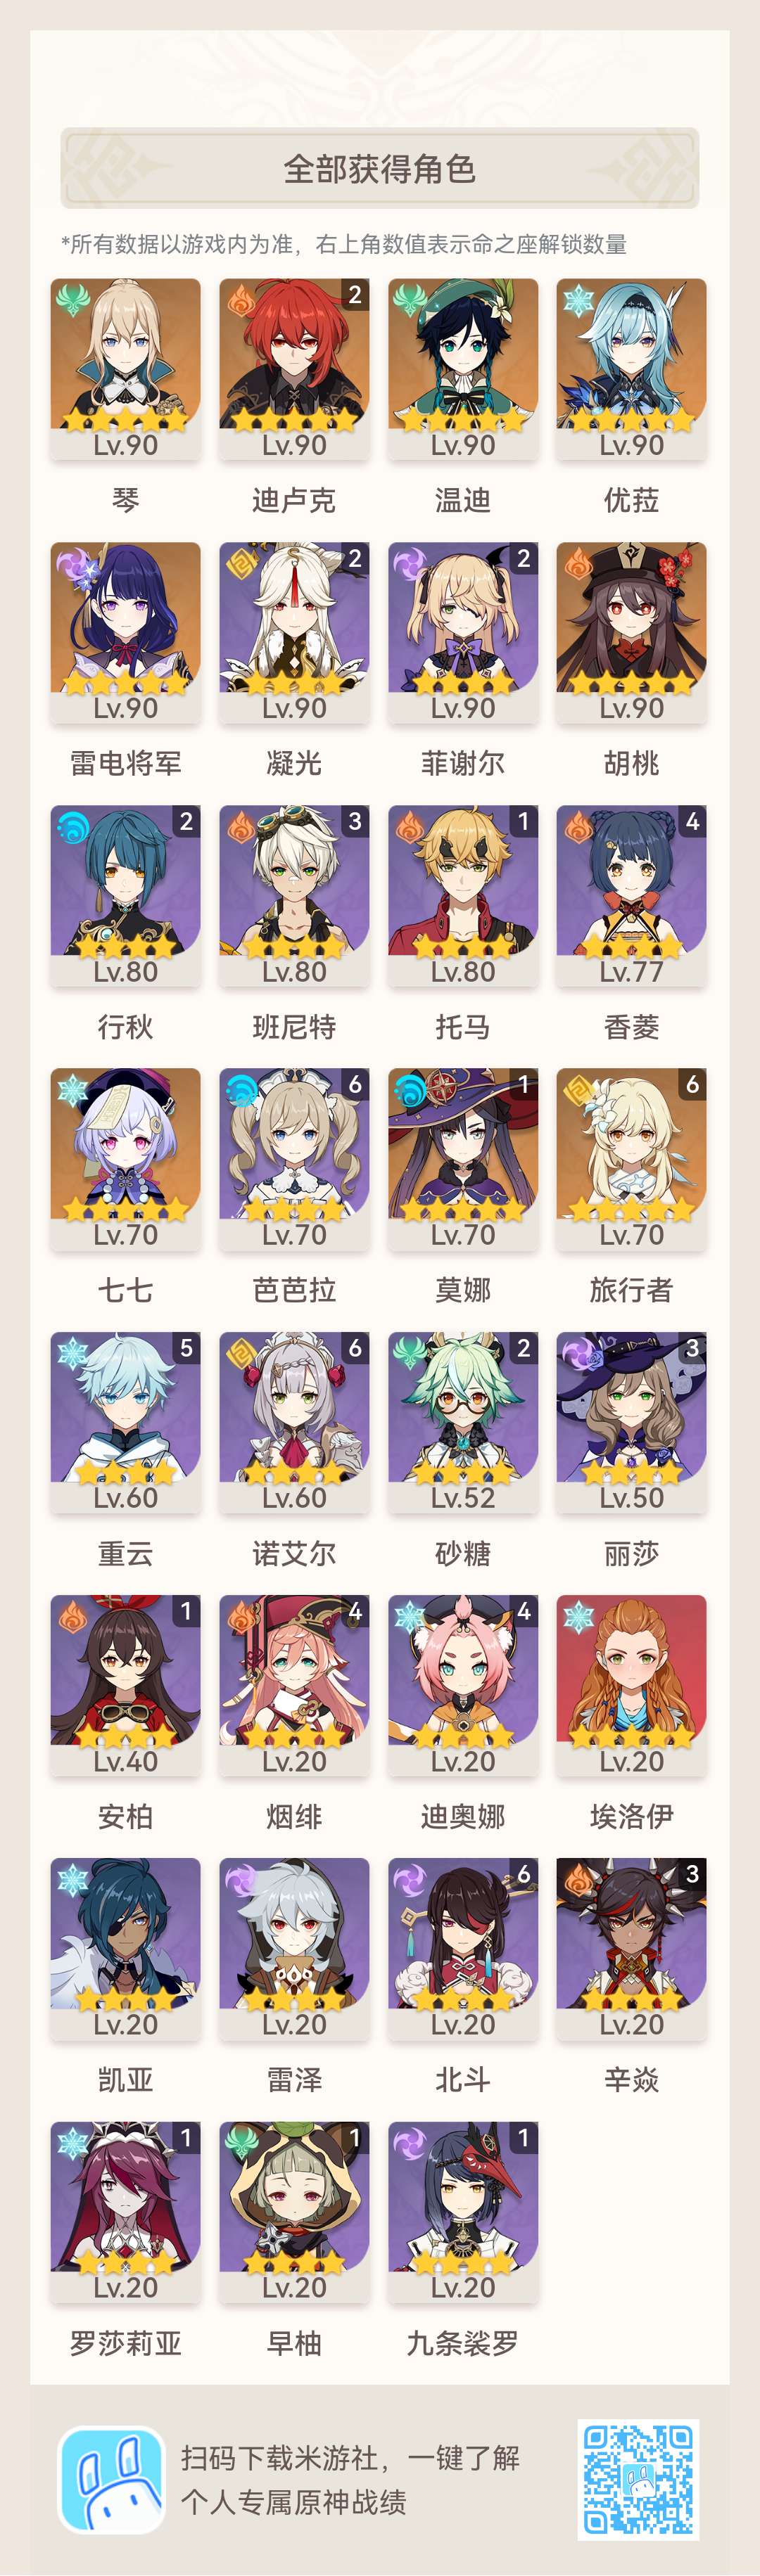 全部获得角色
*所有数据以游戏内为准，右上角数值表示命之座解锁数量
2
Lv.90 Lv.90 Lv.90 Lv.90
琴 迪卢克 温迪 优菈
2 2
Lv.90 Lv.90 Lv.90 Lv.90
雷电将军 凝光 菲谢尔 胡桃
2 3 1 4
Lv.80 Lv.80 Lv.80 Lv.77
行秋 班尼特 托马 香菱
6 1 6
Lv.70 Lv.70 Lv.70 Lv.70
七七 芭芭拉 莫娜 旅行者
5 6 2 3
Lv.60 Lv.60 Lv.52 Lv.50
重云 诺艾尔 砂糖 丽莎
1 4 4
Lv.40 Lv.20 Lv.20 Lv.20
安柏 烟绯 迪奥娜 埃洛伊
6 3
Lv.20 Lv.20 Lv.20 Lv.20
凯亚 雷泽 北斗 辛焱
1 1 1
Lv.20 Lv.20 Lv.20
罗莎莉亚 早柚 九条裟罗
扫码下载米游社，一键了解
个人专属原神战绩